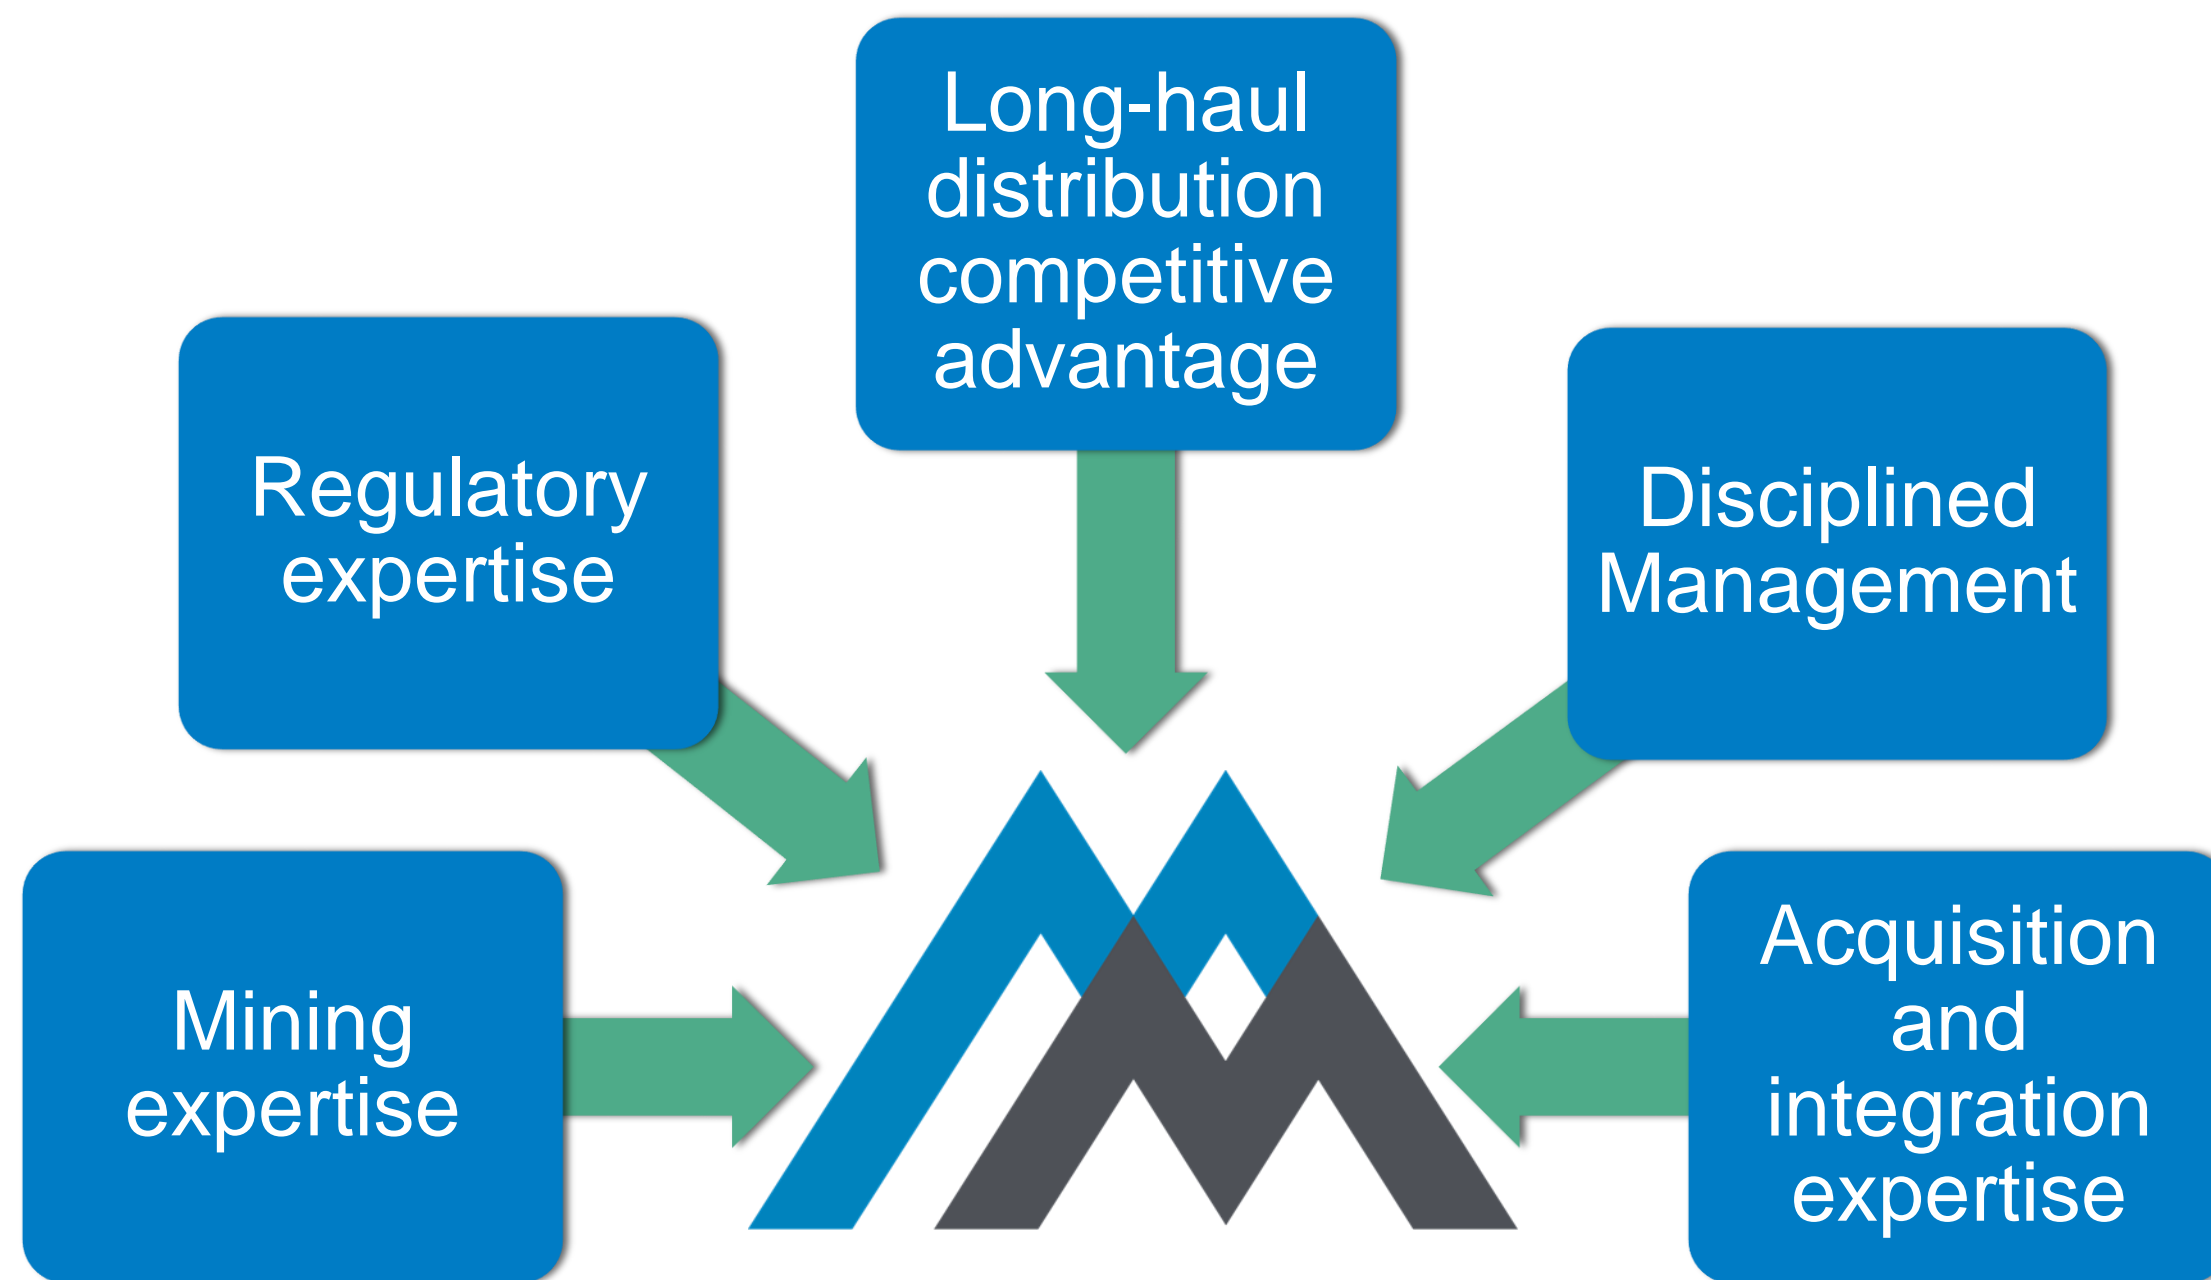 Long-haul
distribution
competitive
advantage
Regulatory
expertise
Disciplined
Management
Mining
expertise
Acquisition
and
integration
expertise